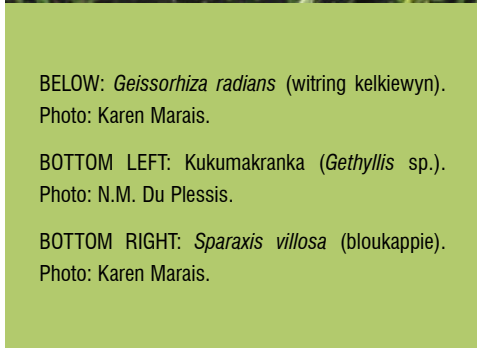 BELOW: Geissorhiza radians (witring kelkiewyn).
Photo: Karen Marais.
BOTTOM LEFT: Kukumakranka (Gethyllis sp.).
Photo: N.M. Du Plessis.
BOTTOM RIGHT: Sparaxis villosa (bloukappie).
Photo: Karen Marais.